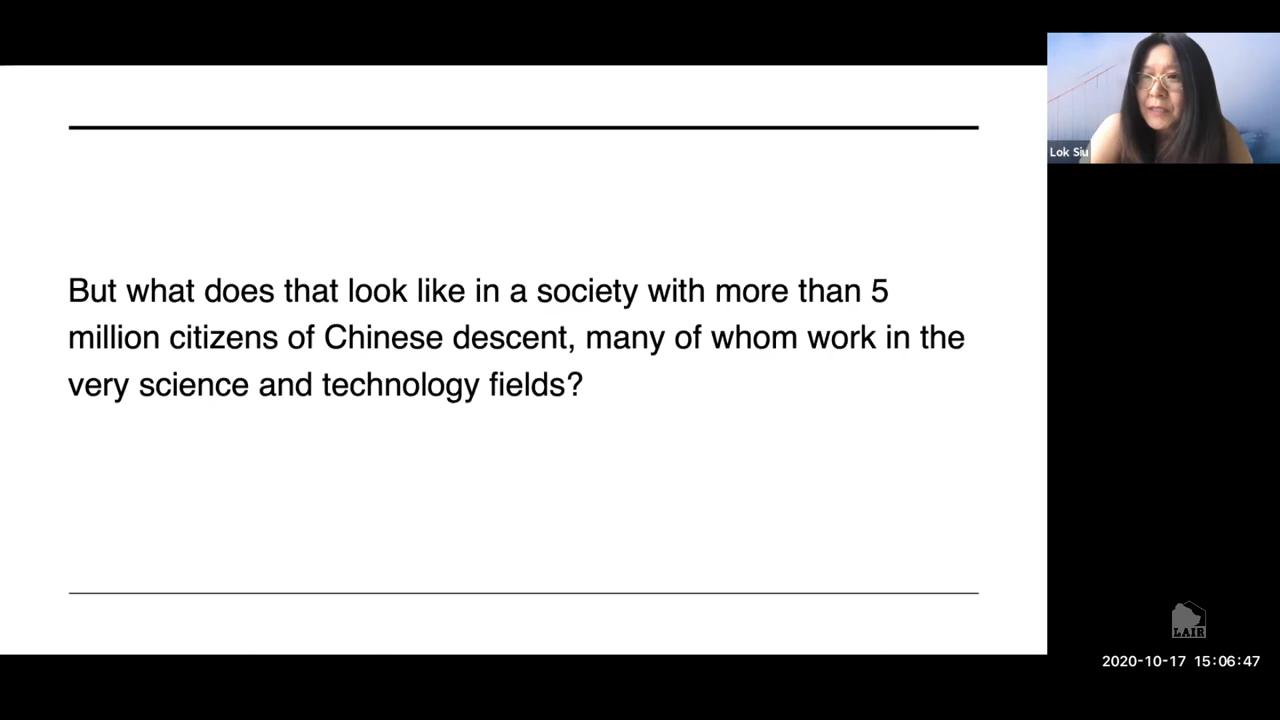 But what does that look like in a society with more than 5
million citizens of Chinese descent, many of whom work in the
very science and technology fields?
Lok Siu
LAIR
2020-10-17 15:06:47